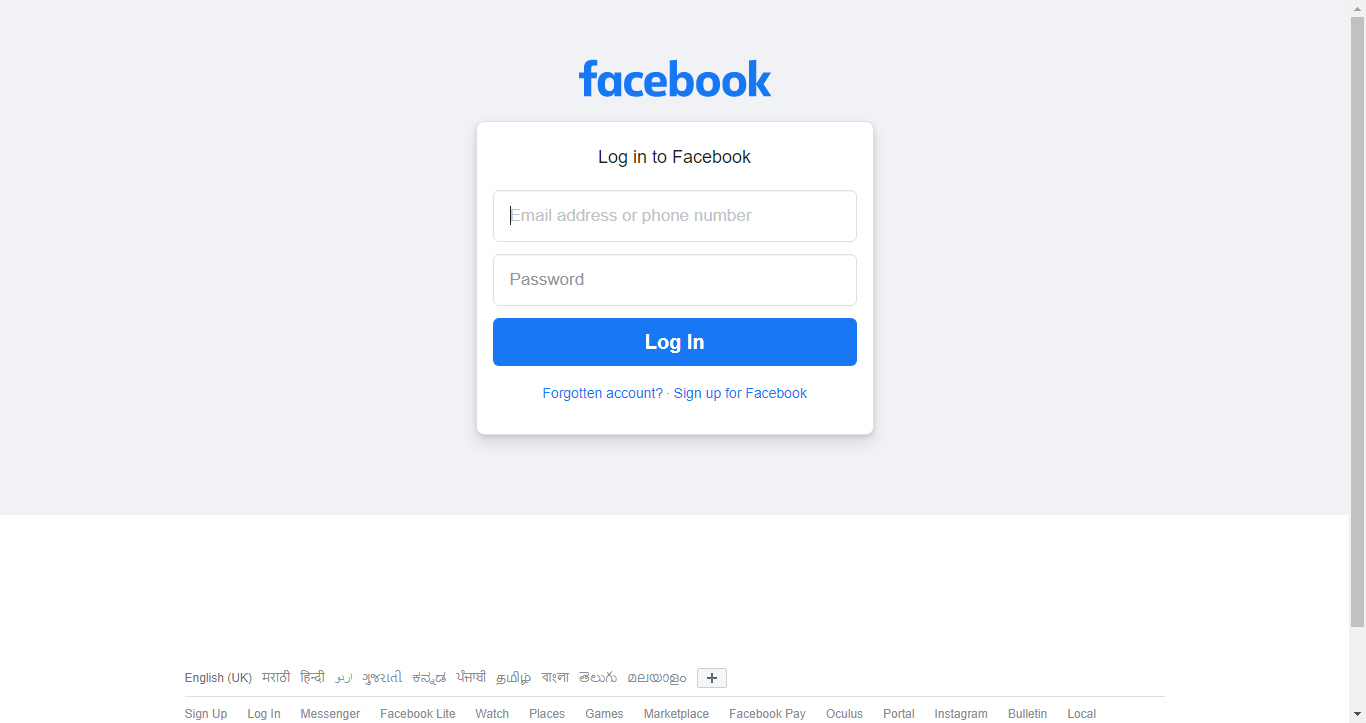 facebook
Log in to Facebook
Email address or phone number
Password
Log In
Forgotten account? · Sign up for Facebook
English (UK) मराठी हिन्दी اردو ગુજરાતી ಕನ್ನಡ ਪੰਜਾਬੀ தமிழ் বাংলা తెలుగు മലയാളം +
Sign Up Log In Messenger Facebook Lite Watch Places Games Marketplace Facebook Pay Oculus Portal Instagram Bulletin Local